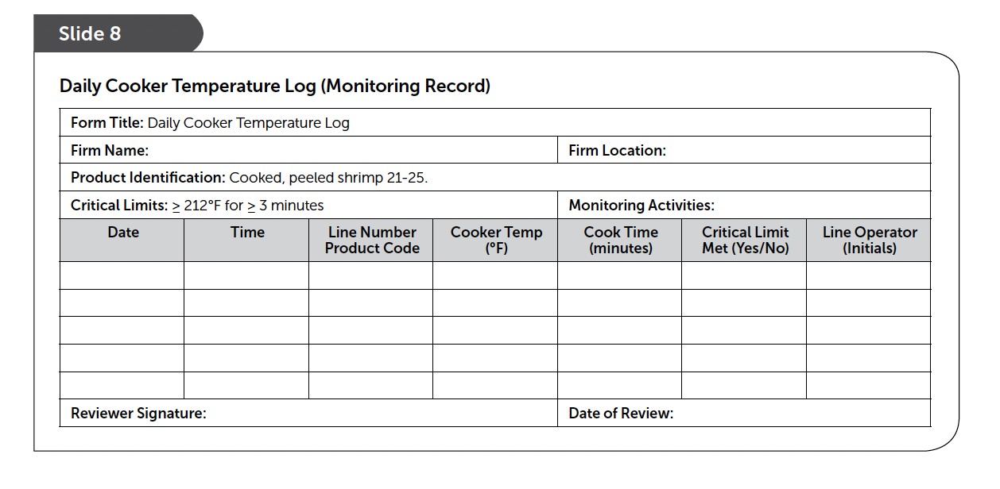 Slide 8
Daily Cooker Temperature Log (Monitoring Record)
Form Title: Daily Cooker Temperature Log
Firm Name:
Firm Location:
Product Identification: Cooked, peeled shrimp 21-25.
Critical Limits: ≥ 212°F for ≥ 3 minutes
Monitoring Activities:
Date
Time
Line Number
Product Code
Cooker Temp
(°F)
Cook Time
(minutes)
Critical Limit
Met (Yes/No)
Line Operator
(Initials)
Reviewer Signature:
Date of Review: